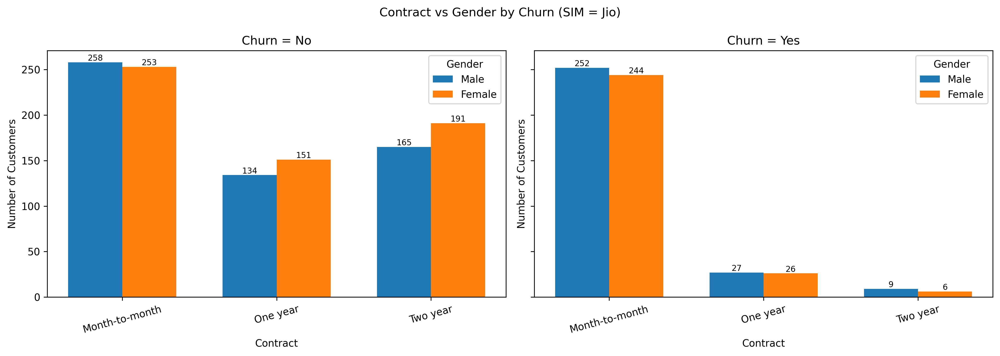 Contract vs Gender by Churn (SIM = Jio)
Churn = No
Number of Customers
250
200
150
100
50
0
258
253
134
151
165
191
Gender
Male
Female
Month-to-month
One year
Two year
Contract
Churn = Yes
Number of Customers
252
244
27
26
9
6
Gender
Male
Female
Month-to-month
One year
Two year
Contract